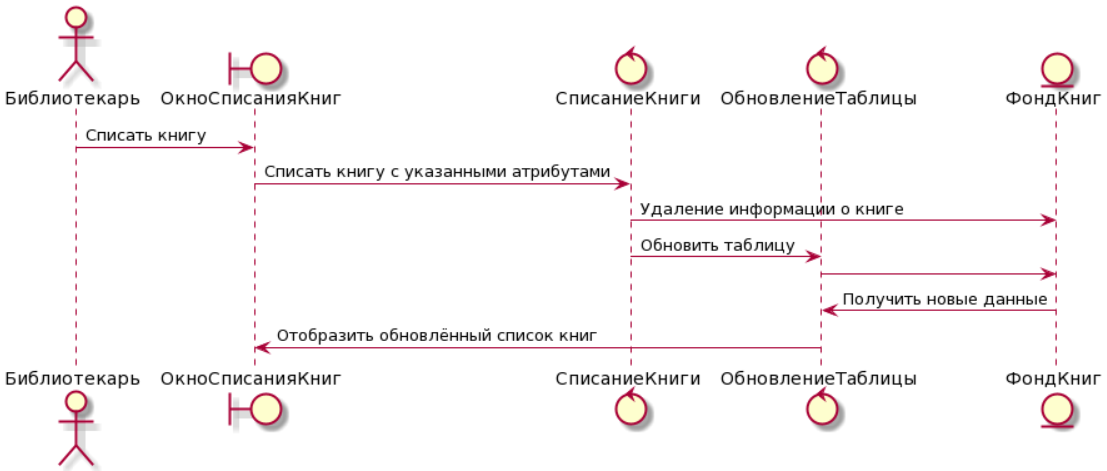 Библиотекарь
ОкноСписанияКниг
СписаниеКниги
ОбновлениеТаблицы
ФондКниг
Списать книгу
Списать книгу с указанными атрибутами
Удаление информации о книге
Обновить таблицу
Получить новые данные
Отобразить обновлённый список книг
Библиотекарь
ОкноСписанияКниг
СписаниеКниги
ОбновлениеТаблицы
ФондКниг